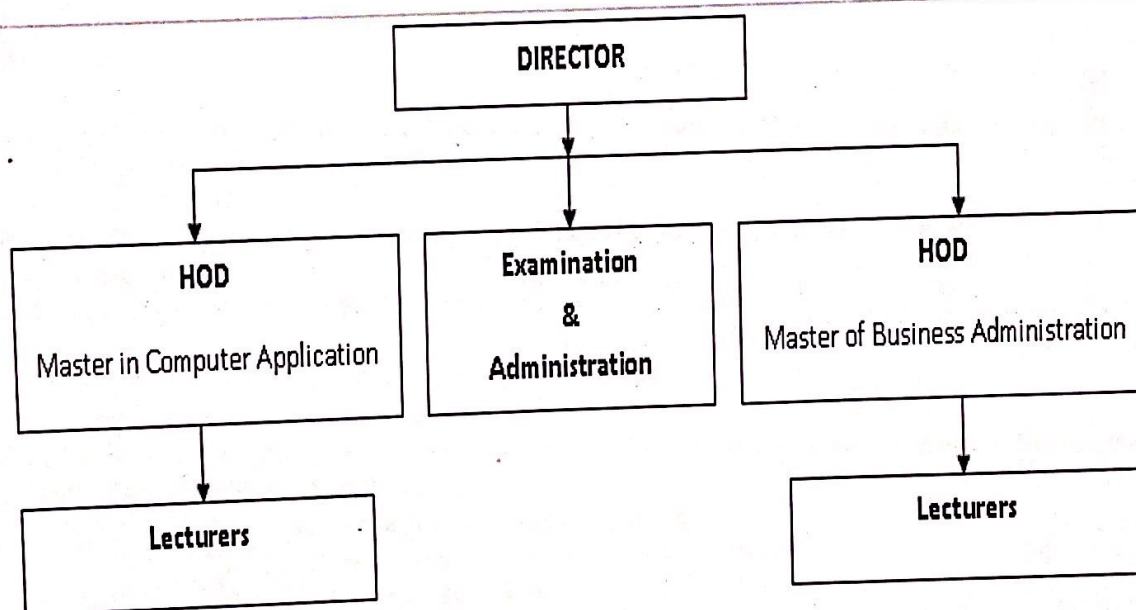 DIRECTOR
HOD
Master in Computer Application
Examination
&
Administration
HOD
Master of Business Administration
Lecturers
Lecturers